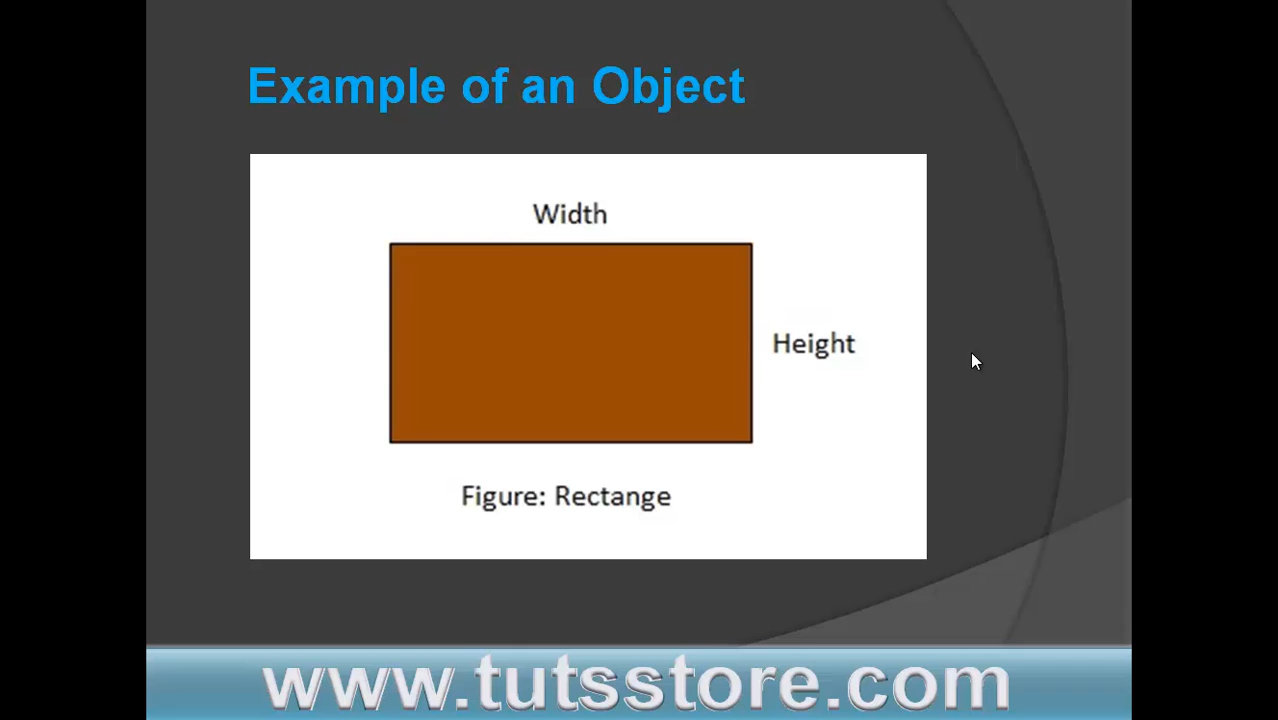 Example of an Object
Width
Height
Figure: Rectange
www.tutsstore.com